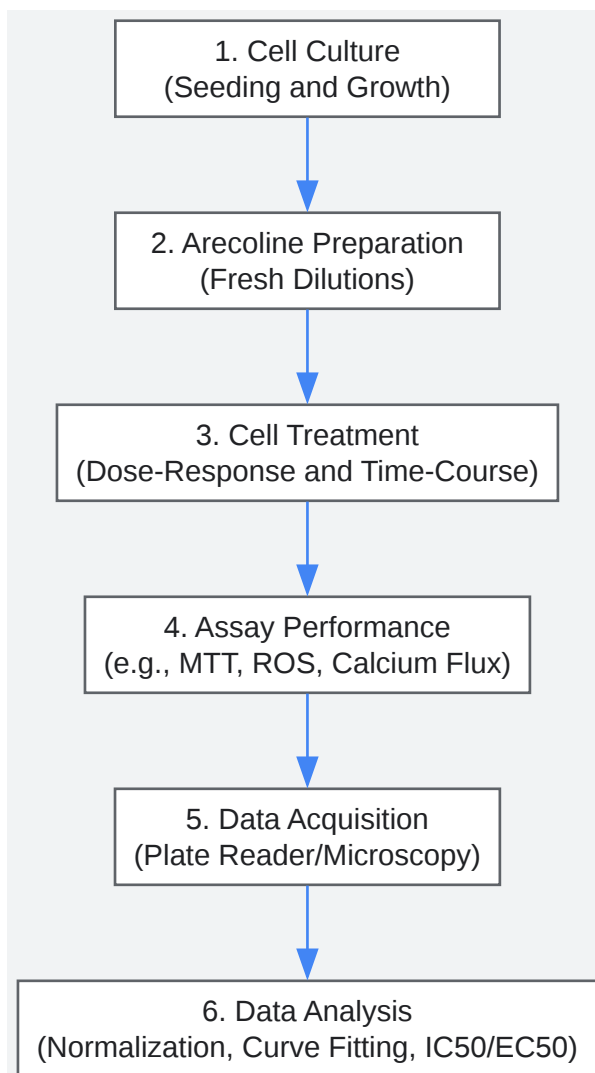 1. Cell Culture
(Seeding and Growth)
2. Arecoline Preparation
(Fresh Dilutions)
3. Cell Treatment
(Dose-Response and Time-Course)
4. Assay Performance
(e.g., MTT, ROS, Calcium Flux)
5. Data Acquisition
(Plate Reader/Microscopy)
6. Data Analysis
(Normalization, Curve Fitting, IC50/EC50)